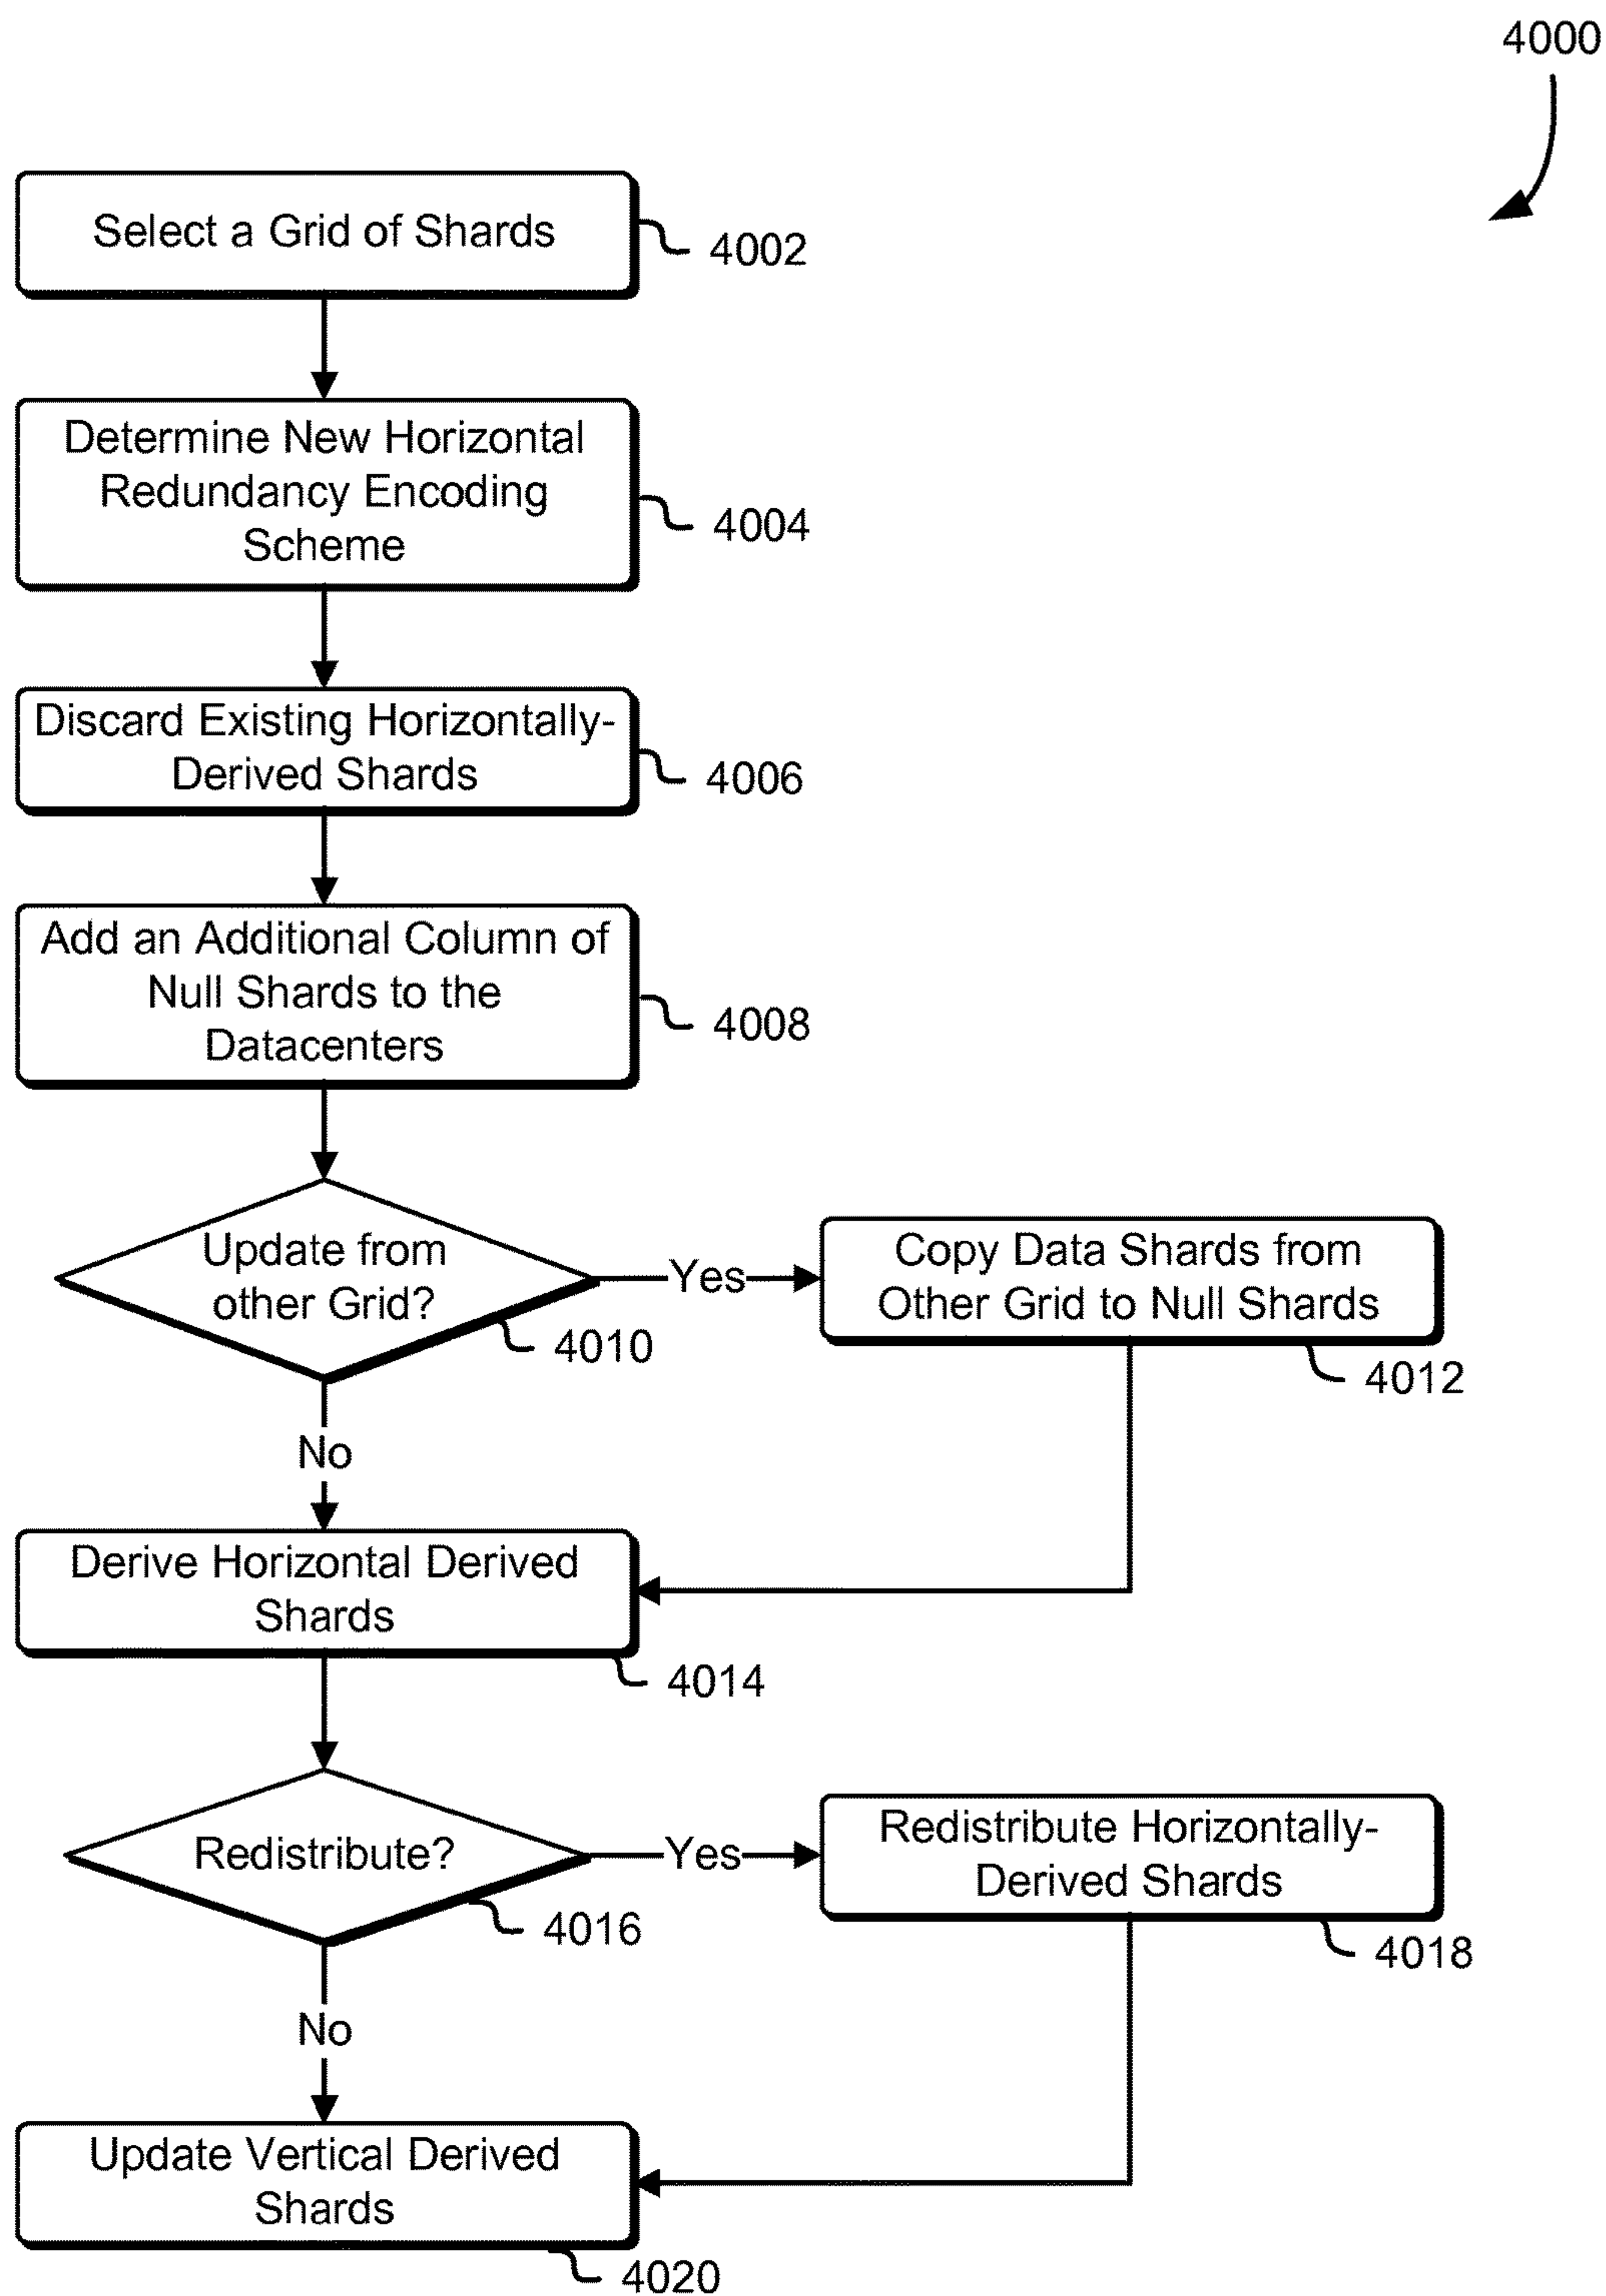 4000
Select a Grid of Shards
4002
Determine New Horizontal
Redundancy Encoding
Scheme
4004
Discard Existing Horizontally-
Derived Shards
4006
Add an Additional Column of
Null Shards to the
Datacenters
4008
Update from
other Grid?
4010
Yes
Copy Data Shards from
Other Grid to Null Shards
4012
No
Derive Horizontal Derived
Shards
4014
Redistribute?
4016
Yes
Redistribute Horizontally-
Derived Shards
4018
No
Update Vertical Derived
Shards
4020